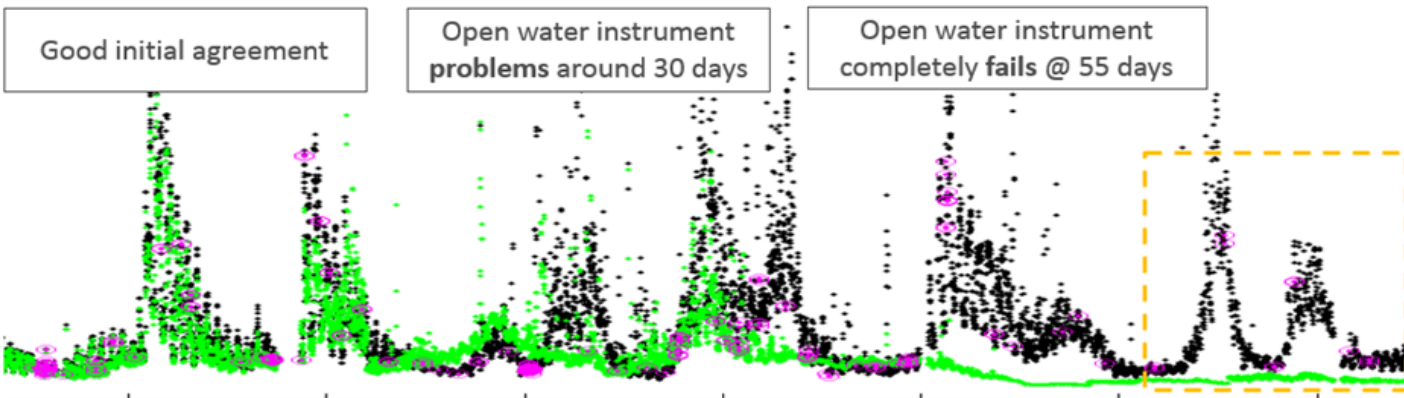 Good initial agreement
Open water instrument
problems around 30 days
Open water instrument
completely fails @ 55 days